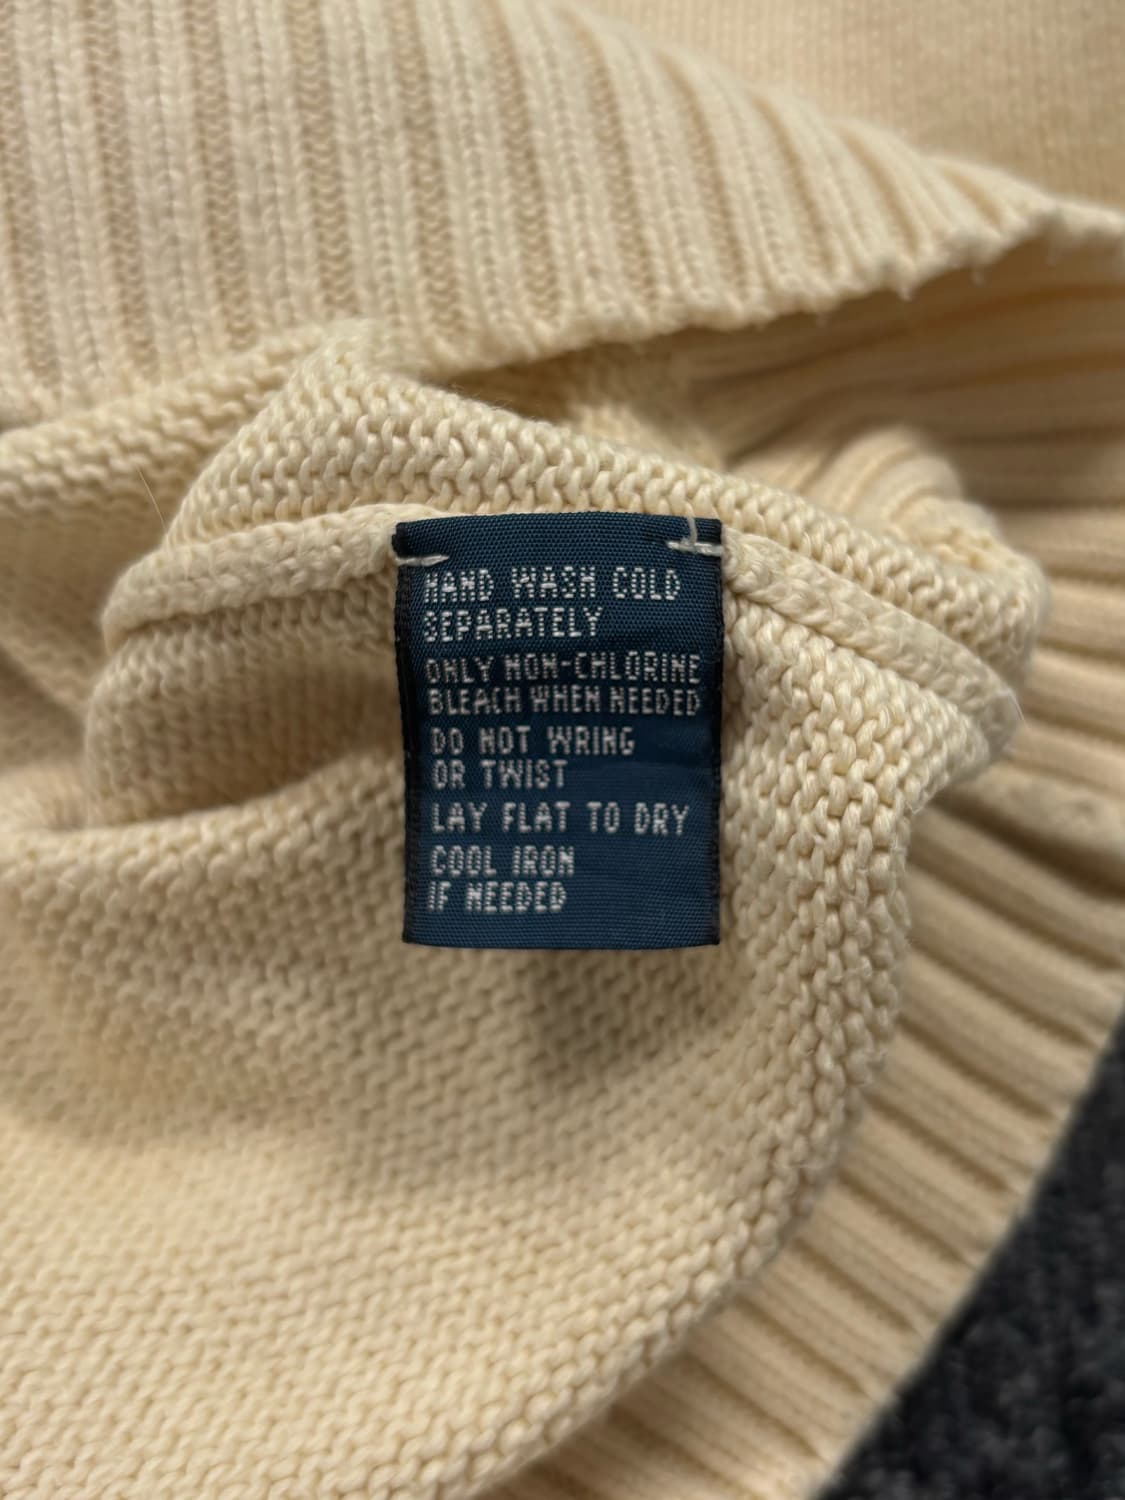 HAND WASH COLD
SEPARATELY
ONLY NON-CHLORINE
BLEACH WHEN NEEDED
DO NOT WRING
OR TWIST
LAY FLAT TO DRY
COOL IRON
IF NEEDED